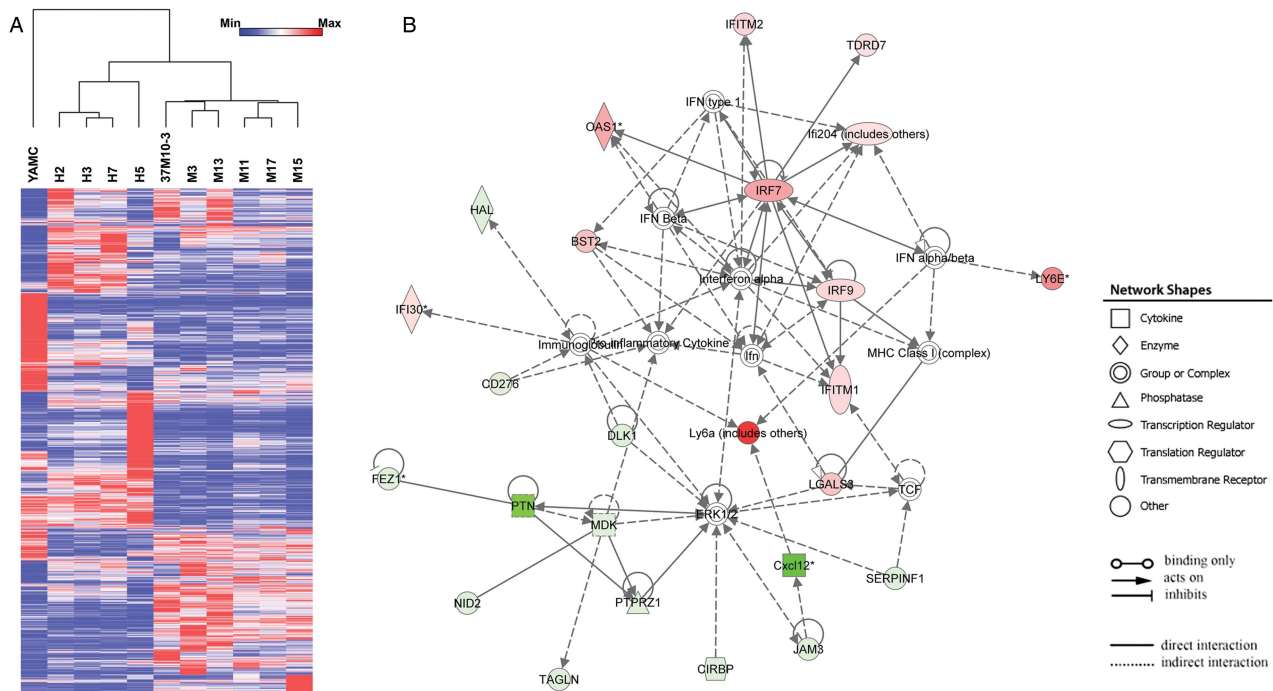 A
Min
Max
YAMC
H2
H3
H7
H5
37M10-3
M3
M13
M11
M17
M15
B
IFITM2
TDRD7
IFN type 1
OAS1*
Ifi204 (includes others)
IRF7
HAL
IFN Beta
BST2
IFN alpha/beta
Interferon alpha
LY6E*
IRF9
IFI30*
Immunoglobulin
Pro-inflammatory Cytokine
Ifn
MHC Class I (complex)
CD276
IFITM1
DLK1
Ly6a (includes others)
FEZ1*
LGALS3
TCF
PTN
MDK
ERK1/2
Cxcl12*
SERPINF1
NID2
PTPRZ1
JAM3
TAGLN
CIRBP
Network Shapes
Cytokine
Enzyme
Group or Complex
Phosphatase
Transcription Regulator
Translation Regulator
Transmembrane Receptor
Other
binding only
acts on
inhibits
direct interaction
indirect interaction